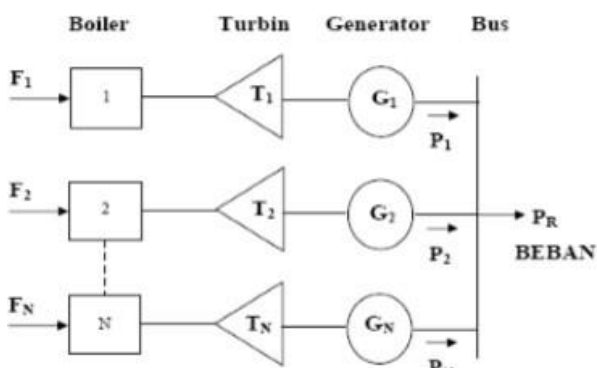 Boiler Turbin Generator Bus
F1 1 T1 G1
P1
F2 2 T2 G2 PR
P2 BEBAN
FN N TN GN